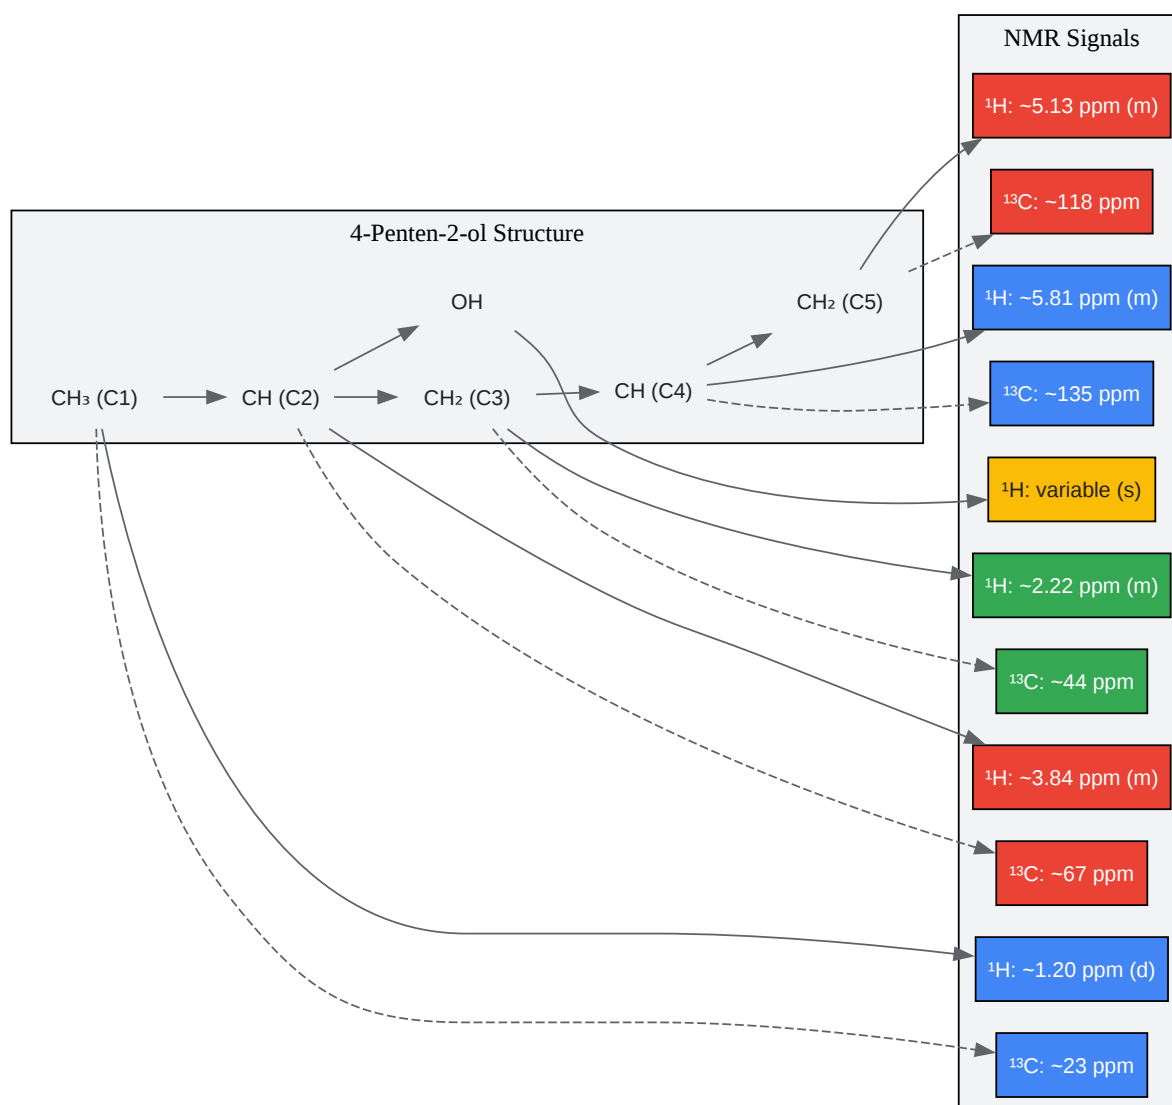 NMR Signals
¹H: ~5.13 ppm (m)
¹³C: ~118 ppm
4-Penten-2-ol Structure
OH
CH₂ (C5)
¹H: ~5.81 ppm (m)
CH₃ (C1)
CH (C2)
CH₂ (C3)
CH (C4)
¹³C: ~135 ppm
¹H: variable (s)
¹H: ~2.22 ppm (m)
¹³C: ~44 ppm
¹H: ~3.84 ppm (m)
¹³C: ~67 ppm
¹H: ~1.20 ppm (d)
¹³C: ~23 ppm